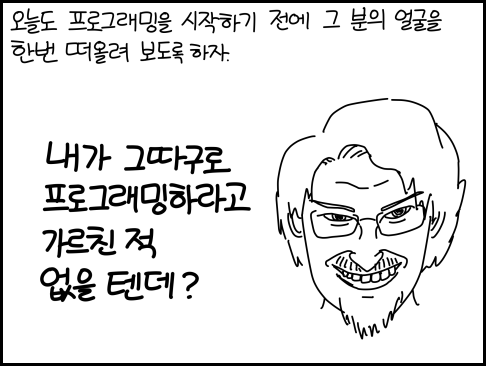 오늘도 프로그래밍을 시작하기 전에 그 분의 얼굴을
한번 떠올려 보도록 하자.
내가 그따구로
프로그래밍하라고
가르친 적
없을 텐데?